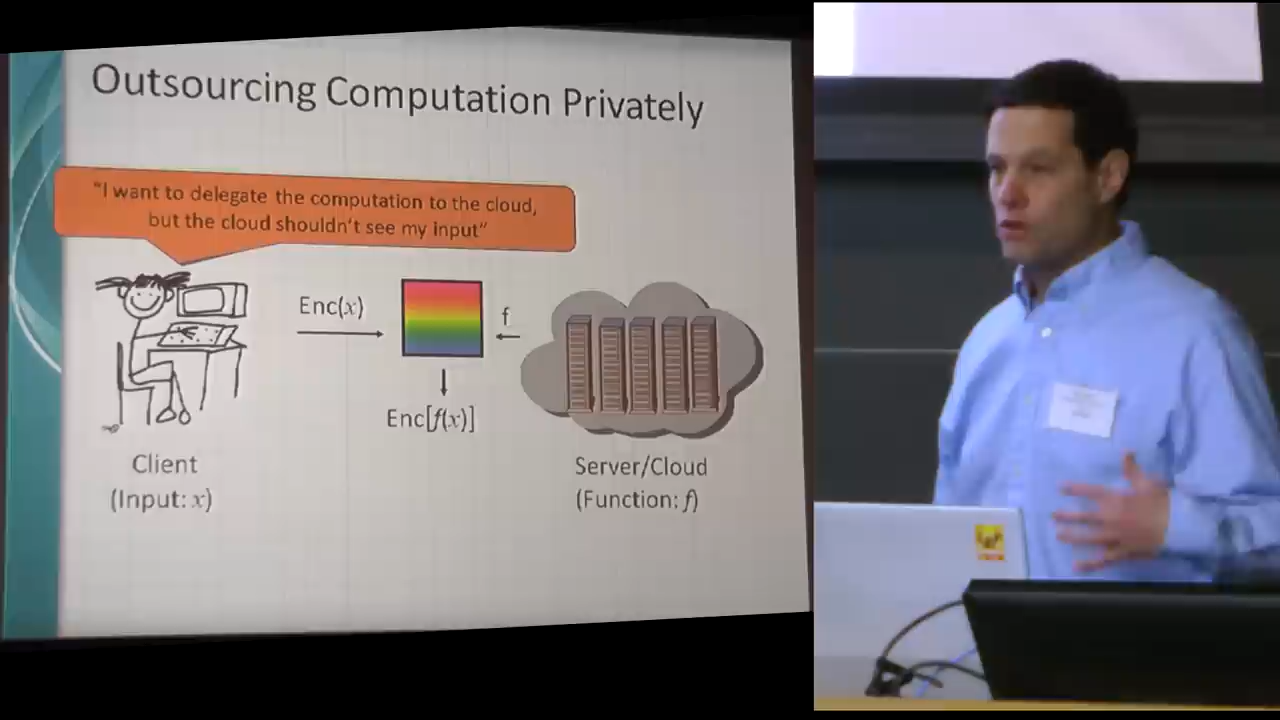 Outsourcing Computation Privately
"I want to delegate the computation to the cloud,
but the cloud shouldn't see my input"
Enc(x)
f
Enc[f(x)]
Client
(Input: x)
Server/Cloud
(Function: f)